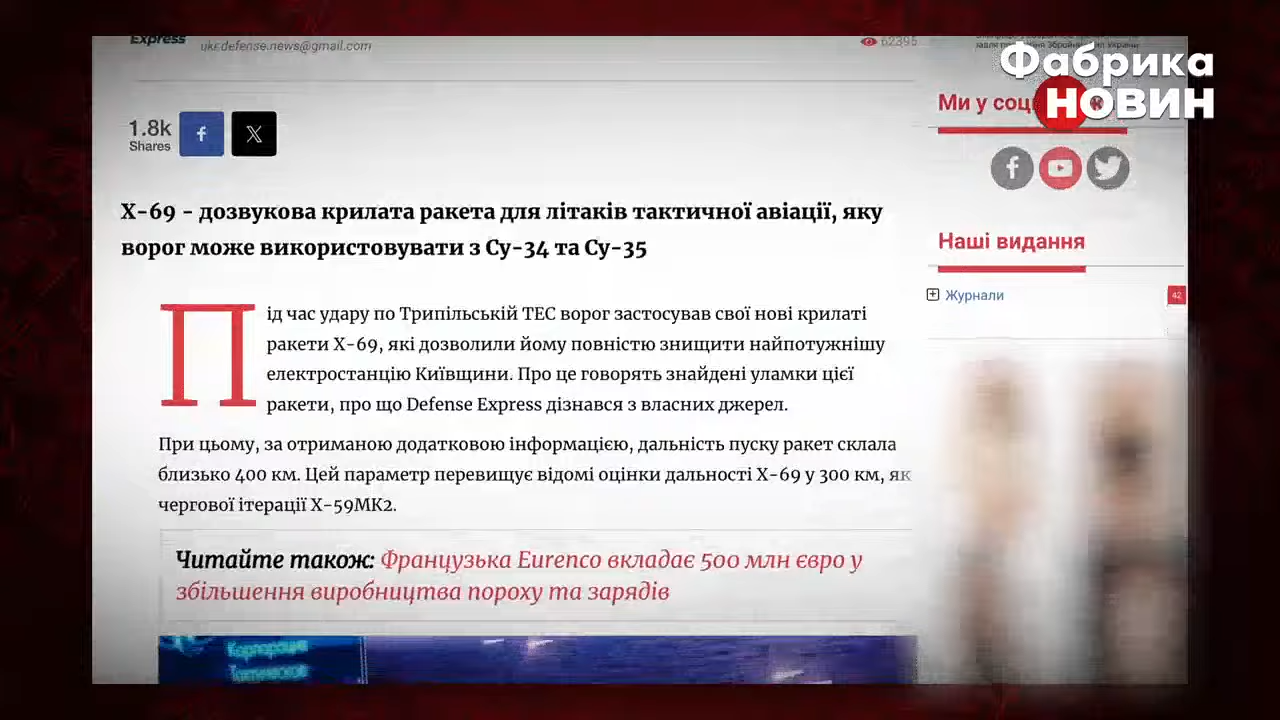 Express
ukr.defense.news@gmail.com
62395
Фабрика
НОВИН
Ми у соц
1.8k
Shares
Х-69 - дозвукова крилата ракета для літаків тактичної авіації, яку
ворог може використовувати з Су-34 та Су-35
Наші видання
Журнали
42
Під час удару по Трипільській ТЕС ворог застосував свої нові крилаті
ракети Х-69, які дозволили йому повністю знищити найпотужнішу
електростанцію Київщини. Про це говорять знайдені уламки цієї
ракети, про що Defense Express дізнався з власних джерел.
При цьому, за отриманою додатковою інформацією, дальність пуску ракет склала
близько 400 км. Цей параметр перевищує відомі оцінки дальності Х-69 у 300 км, як
чергової ітерації Х-59МК2.
Читайте також: Французька Eurenco вкладає 500 млн євро у
збільшення виробництва пороху та зарядів
Корпорация